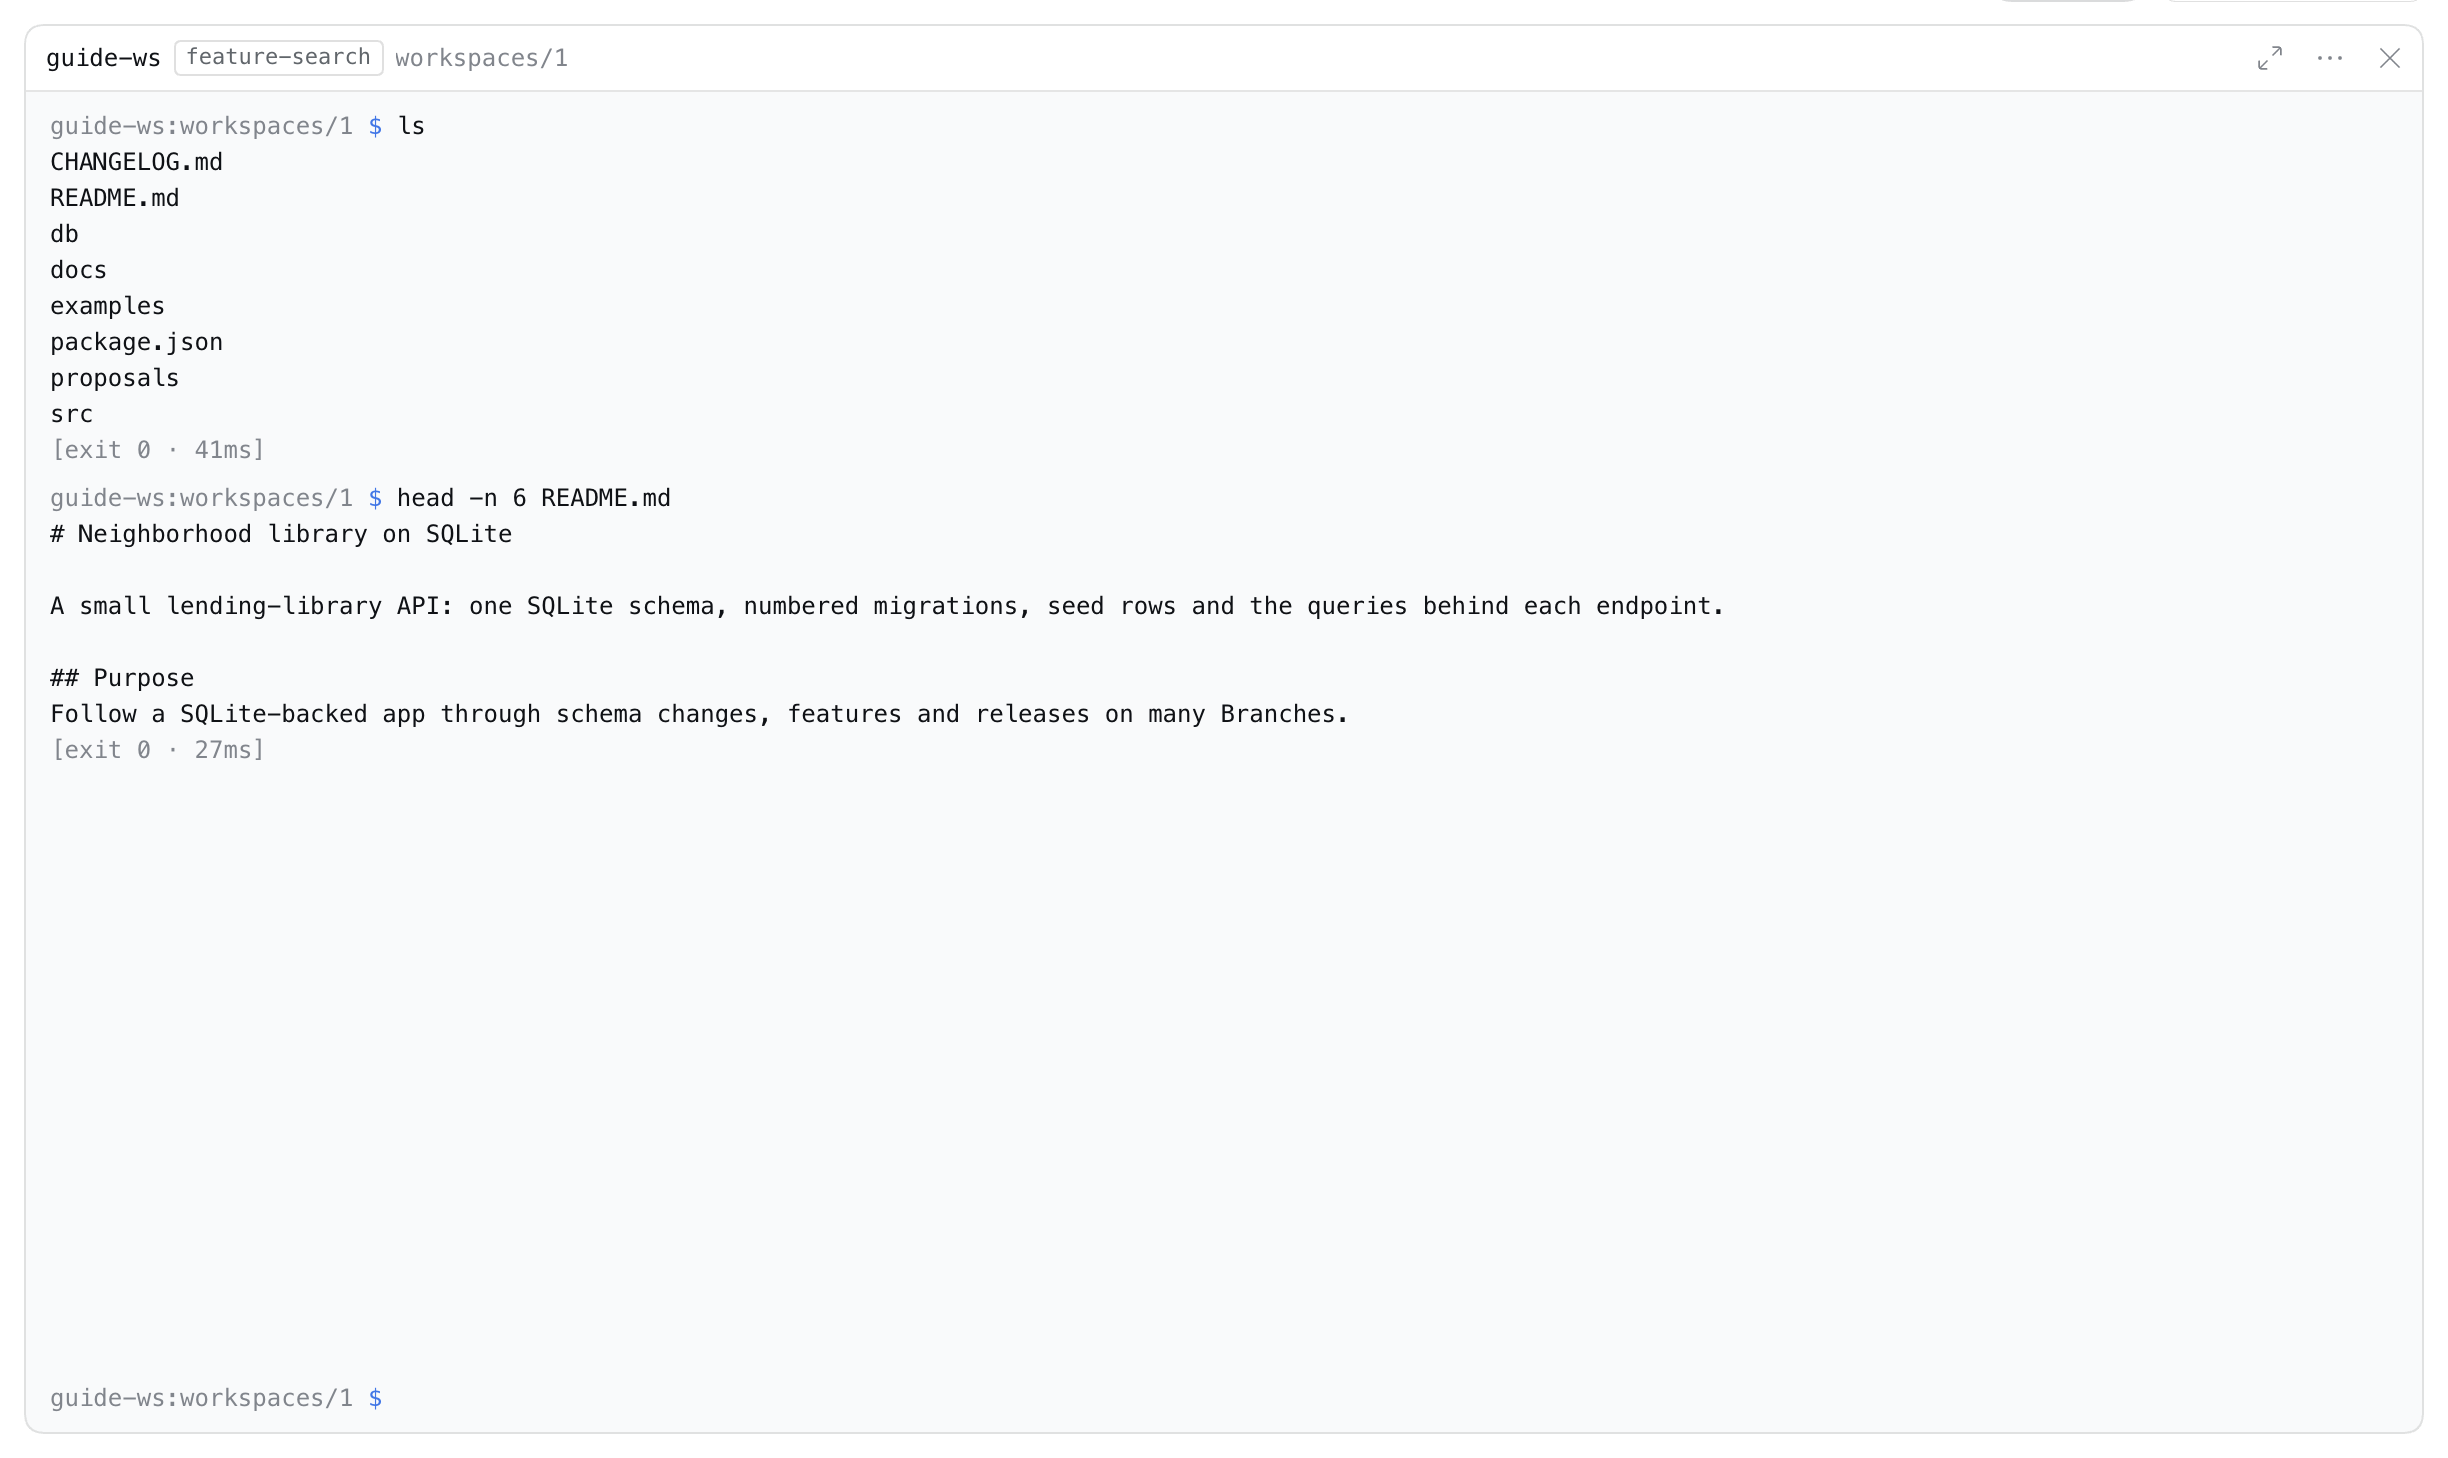 guide-ws feature-search workspaces/1
guide-ws:workspaces/1 $ ls
CHANGELOG.md
README.md
db
docs
examples
package.json
proposals
src
[exit 0 · 41ms]
guide-ws:workspaces/1 $ head -n 6 README.md
# Neighborhood library on SQLite
A small lending-library API: one SQLite schema, numbered migrations, seed rows and the queries behind each endpoint.
## Purpose
Follow a SQLite-backed app through schema changes, features and releases on many Branches.
[exit 0 · 27ms]
guide-ws:workspaces/1 $